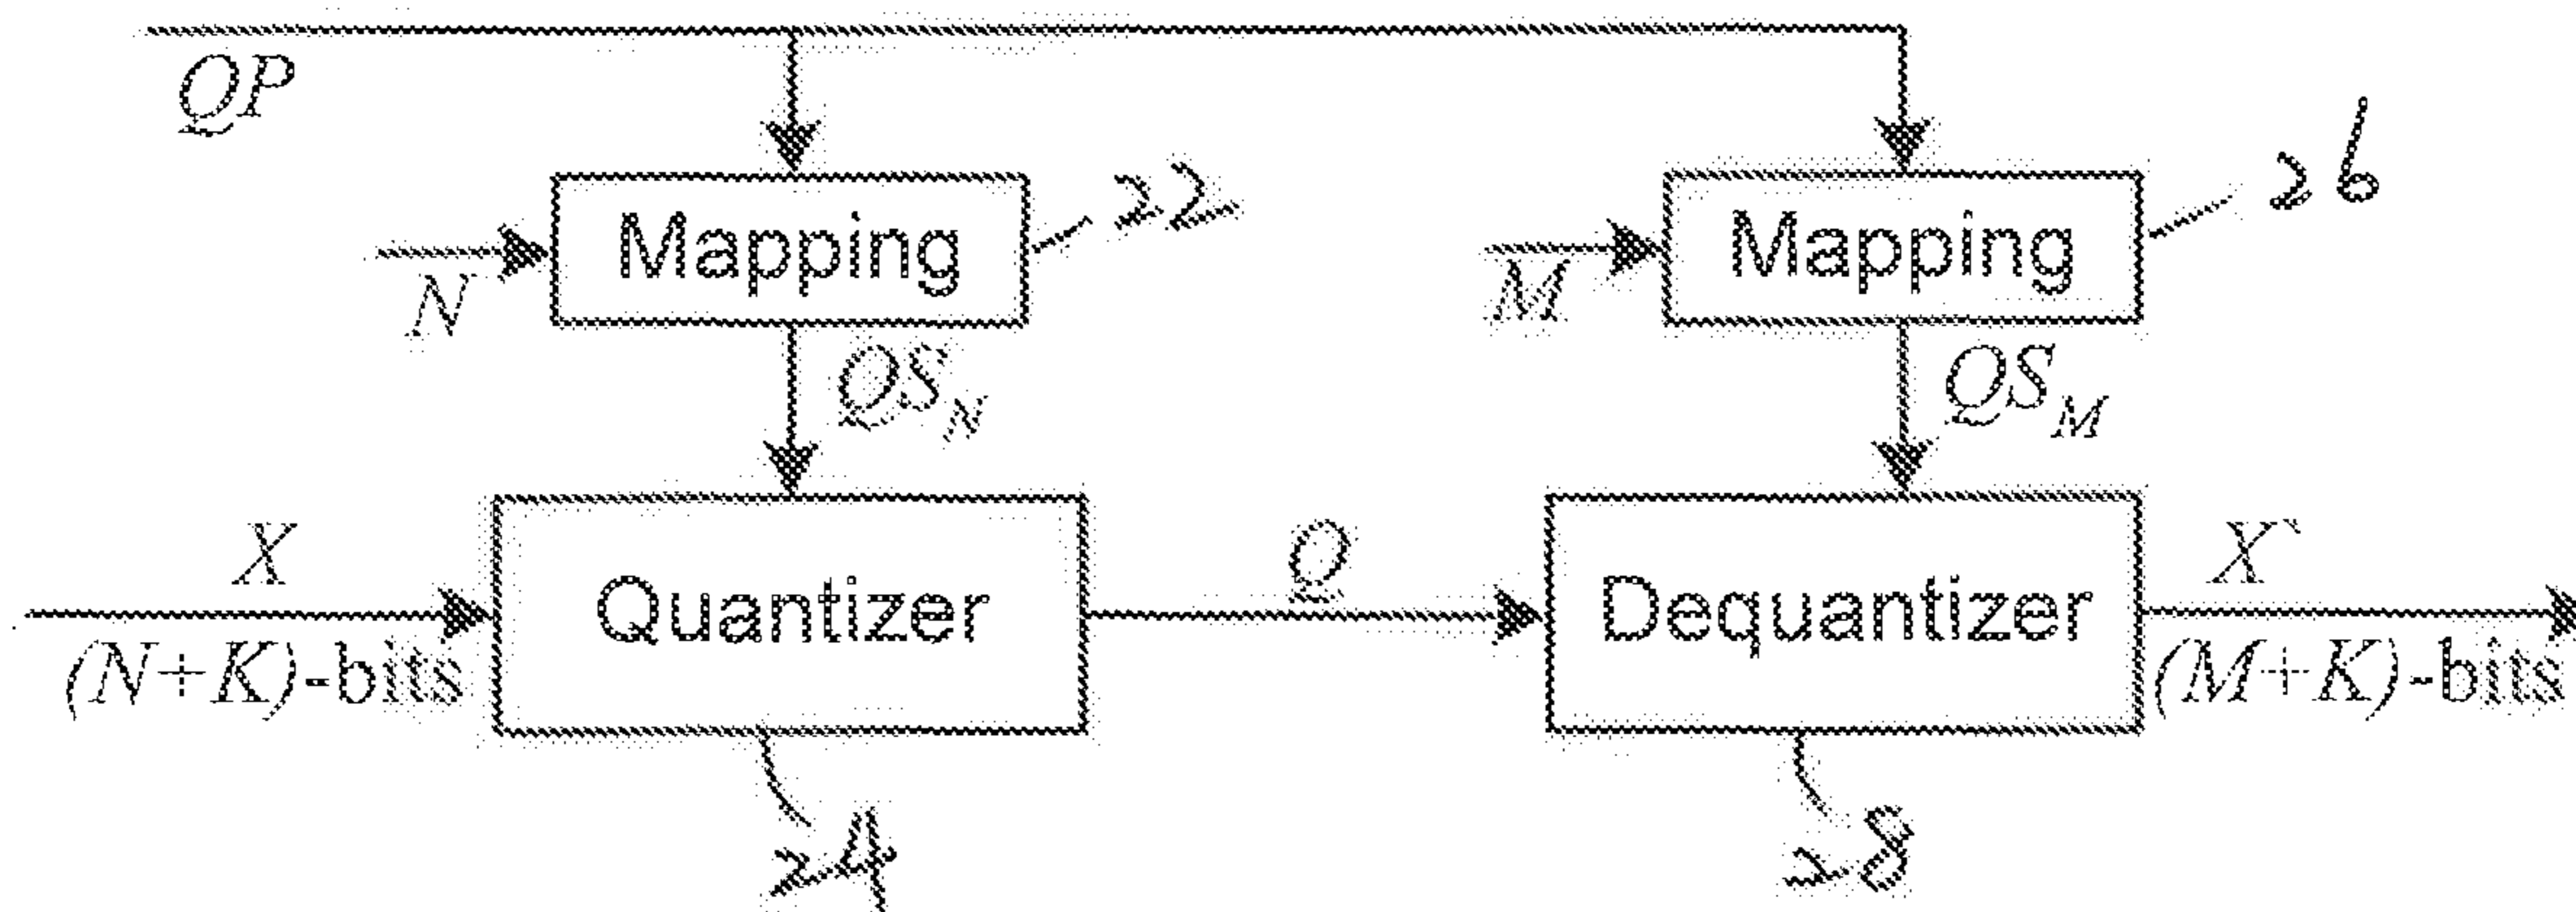 QP
Mapping 22
Mapping 26
N
M
QS_N
QS_M
X
(N+K)-bits
Quantizer
Q
Dequantizer
X`
(M+K)-bits
24
28